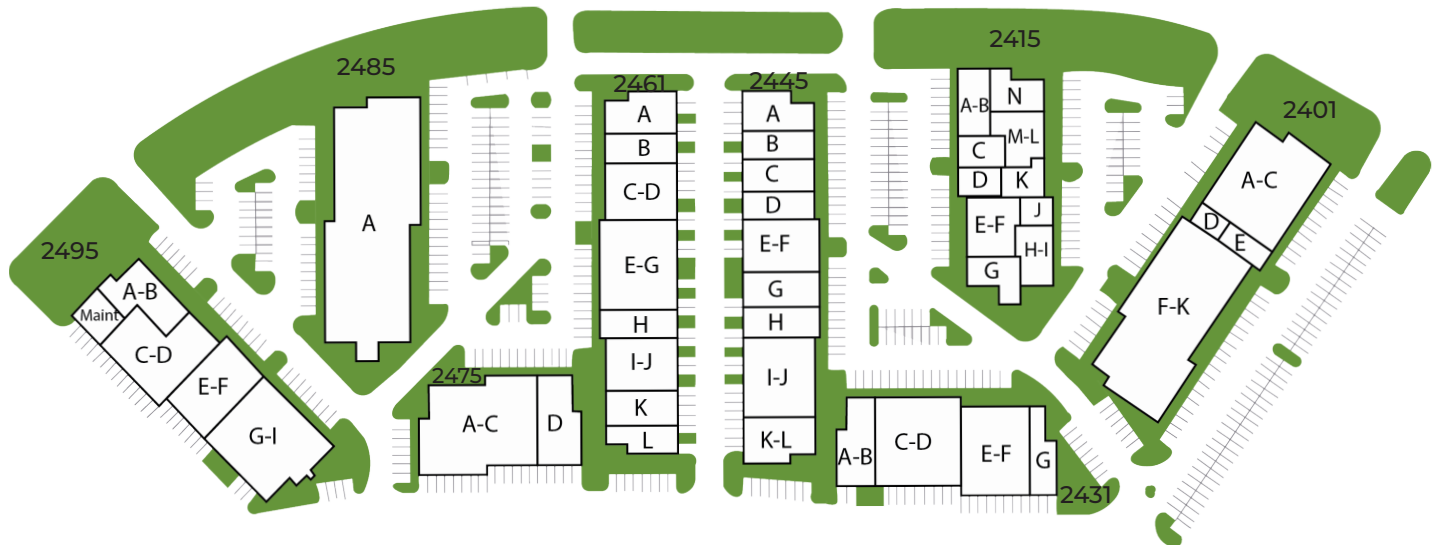 2495
A-B
Maint
C-D
E-F
G-I
2485
A
2475
A-C
D
2461
A
B
C-D
E-G
H
I-J
K
L
2445
A
B
C
D
E-F
G
H
I-J
K-L
2415
A-B
N
M-L
C
D
K
E-F
J
H-I
G
2431
A-B
C-D
E-F
G
2401
A-C
D
E
F-K